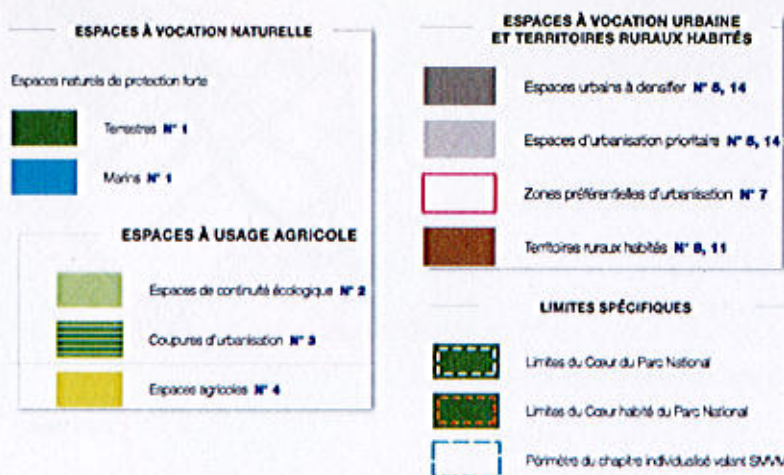 ESPACES À VOCATION NATURELLE
Espaces naturels de protection forte
Terrestres N° 1
Marins N° 1
ESPACES À USAGE AGRICOLE
Espaces de continuité écologique N° 2
Coupures d'urbanisation N° 3
Espaces agricoles N° 4
ESPACES À VOCATION URBAINE
ET TERRITOIRES RURAUX HABITÉS
Espaces urbains à densifier N° 5, 14
Espaces d'urbanisation prioritaire N° 5, 14
Zones préférentielles d'urbanisation N° 7
Territoires ruraux habités N° 8, 11
LIMITES SPÉCIFIQUES
Limites du Cœur du Parc National
Limites du Cœur habité du Parc National
Périmètre du chapitre individualisé valant SMVM